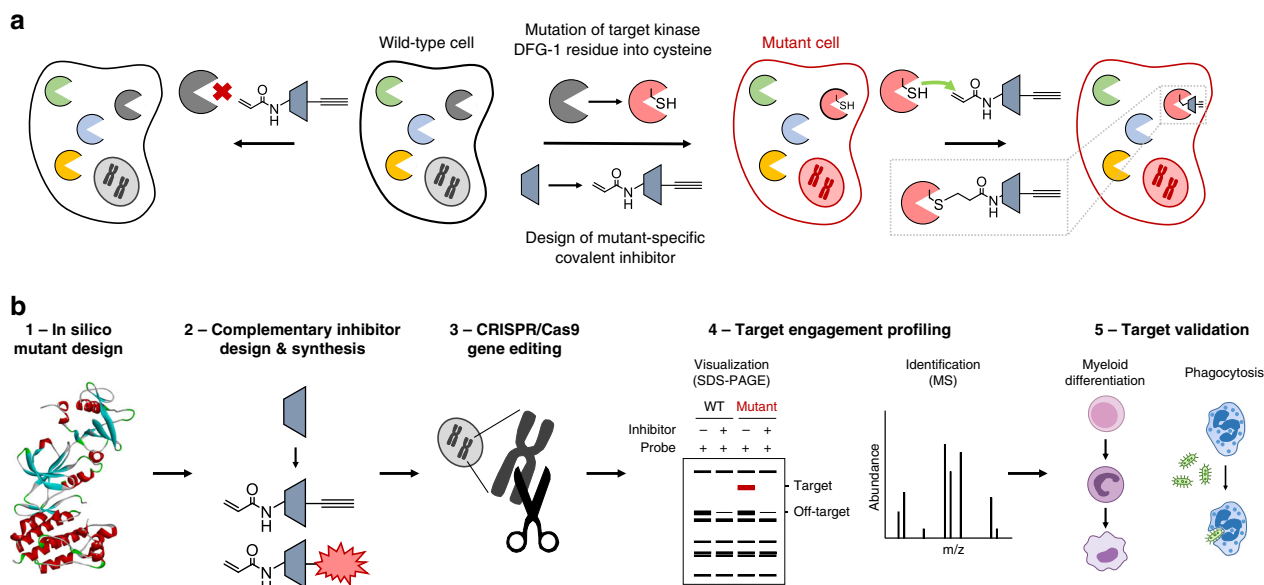 a
Wild-type cell
Mutation of target kinase
DFG-1 residue into cysteine
Mutant cell
O
N
H
SH
SH
SH
O
N
H
O
N
H
S
O
N
H
Design of mutant-specific
covalent inhibitor
b
1 – In silico
mutant design
2 – Complementary inhibitor
design & synthesis
O
N
H
O
N
H
3 – CRISPR/Cas9
gene editing
4 – Target engagement profiling
Visualization
(SDS-PAGE)
WT Mutant
Inhibitor – + – +
Probe + + + +
Target
Off-target
Identification
(MS)
Abundance
m/z
5 – Target validation
Myeloid
differentiation
Phagocytosis